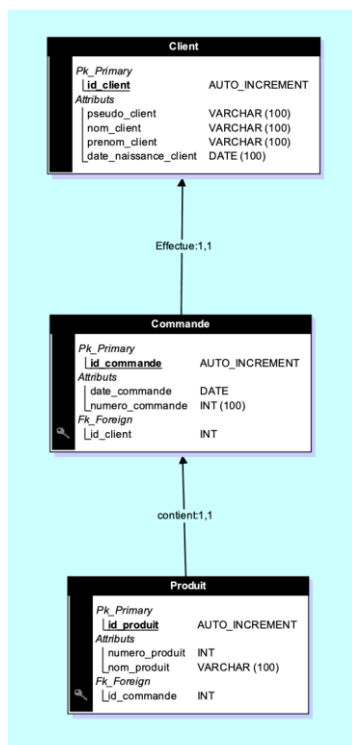 Client
Pk_Primary
id_client AUTO_INCREMENT
Attributs
pseudo_client VARCHAR (100)
nom_client VARCHAR (100)
prenom_client VARCHAR (100)
date_naissance_client DATE (100)
Effectue:1,1
Commande
Pk_Primary
id_commande AUTO_INCREMENT
Attributs
date_commande DATE
numero_commande INT (100)
Fk_Foreign
id_client INT
contient:1,1
Produit
Pk_Primary
id_produit AUTO_INCREMENT
Attributs
numero_produit INT
nom_produit VARCHAR (100)
Fk_Foreign
id_commande INT